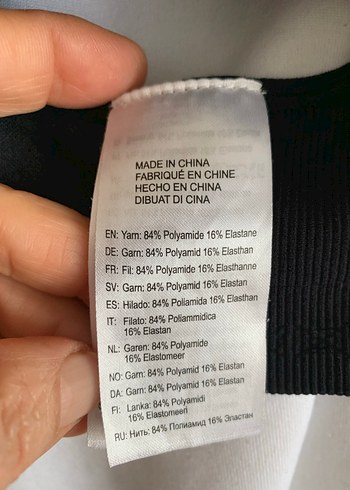 MADE IN CHINA
FABRIQUÉ EN CHINE
HECHO EN CHINA
DIBUAT DI CINA
EN: Yarn: 84% Polyamide 16% Elastane
DE: Garn: 84% Polyamid 16% Elasthan
FR: Fil: 84% Polyamide 16% Elasthanne
SV: Garn: 84% Polyamid 16% Elastan
ES: Hilado: 84% Poliamida 16% Elasthan
IT: Filato: 84% Poliammidica
16% Elastan
NL: Garen: 84% Polyamide
16% Elastomeer
NO: Garn: 84% Polyamid 16% Elastan
DA: Garn: 84% Polyamid 16% Elastan
FI: Lanka: 84% Polyamidi
16% Elastomeeri
RU: Нить: 84% Полиамид 16% Эластан